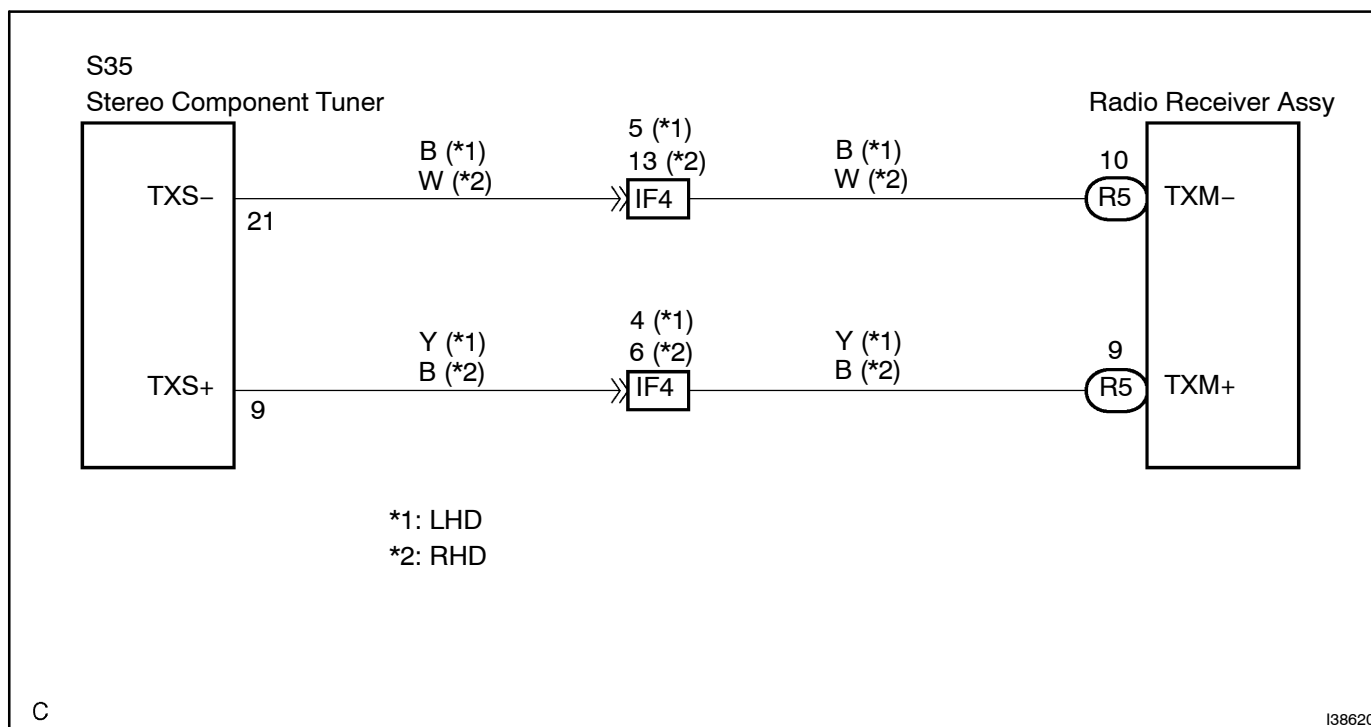 S35
Stereo Component Tuner
Radio Receiver Assy
5 (*1)
13 (*2)
B (*1)
W (*2)
B (*1)
W (*2)
10
TXS−
21
IF4
R5
TXM−
4 (*1)
6 (*2)
Y (*1)
B (*2)
Y (*1)
B (*2)
9
TXS+
9
IF4
R5
TXM+
*1: LHD
*2: RHD
C
I38620